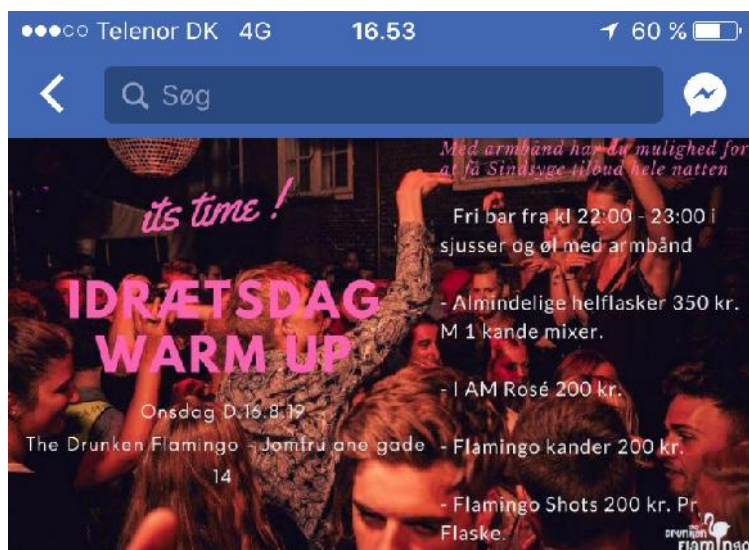 Telenor DK 4G 16.53 60 %
Søg
its time !
IDRÆTSDAG
WARM UP
Onsdag D.16.8.19
The Drunken Flamingo - Jomfru ane gade
14
Med armbånd har du mulighed for
at få Sindsyge tilbud hele natten
Fri bar fra kl 22:00 - 23:00 i
sjusser og øl med armbånd
- Almindelige helflasker 350 kr.
M 1 kande mixer.
- I AM Rosé 200 kr.
- Flamingo kander 200 kr.
- Flamingo Shots 200 kr. Pr
Flaske.
Drunken
Flamingo